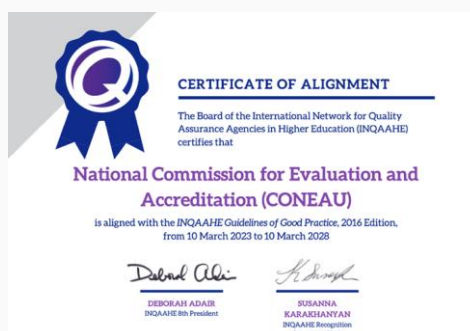 CERTIFICATE OF ALIGNMENT
The Board of the International Network for Quality
Assurance Agencies in Higher Education (INQAAHE)
certifies that
National Commission for Evaluation and
Accreditation (CONEAU)
is aligned with the INQAAHE Guidelines of Good Practice, 2016 Edition,
from 10 March 2023 to 10 March 2028
DEBORAH ADAIR
INQAAHE 8th President
SUSANNA
KARAKHANYAN
INQAAHE Recognition